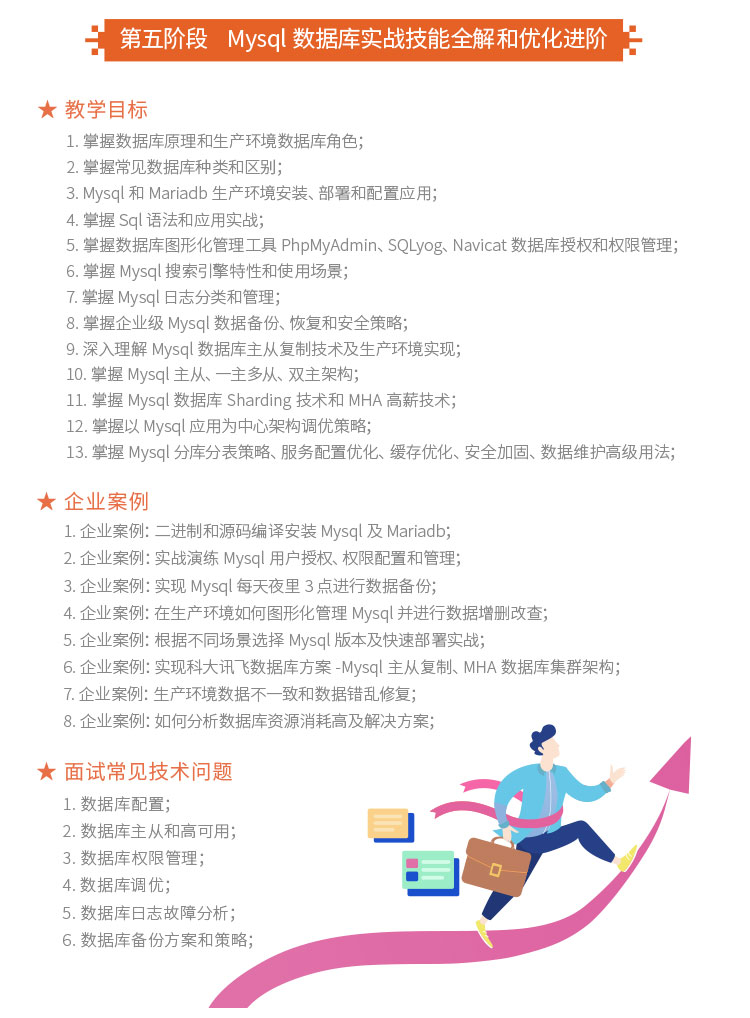 第五阶段 Mysql 数据库实战技能全解和优化进阶
★ 教学目标
1. 掌握数据库原理和生产环境数据库角色;
2. 掌握常见数据库种类和区别;
3. Mysql 和 Mariadb 生产环境安装、部署和配置应用;
4. 掌握 Sql 语法和应用实战;
5. 掌握数据库图形化管理工具 PhpMyAdmin、SQLyog、Navicat 数据库授权和权限管理;
6. 掌握 Mysql 搜索引擎特性和使用场景;
7. 掌握 Mysql 日志分类和管理;
8. 掌握企业级 Mysql 数据备份、恢复和安全策略;
9. 深入理解 Mysql 数据库主从复制技术及生产环境实现;
10. 掌握 Mysql 主从、一主多从、双主架构;
11. 掌握 Mysql 数据库 Sharding 技术和 MHA 高薪技术;
12. 掌握以 Mysql 应用为中心架构调优策略;
13. 掌握 Mysql 分库分表策略、服务配置优化、缓存优化、安全加固、数据维护高级用法;
★ 企业案例
1. 企业案例: 二进制和源码编译安装 Mysql 及 Mariadb;
2. 企业案例: 实战演练 Mysql 用户授权、权限配置和管理;
3. 企业案例: 实现 Mysql 每天夜里 3 点进行数据备份;
4. 企业案例: 在生产环境如何图形化管理 Mysql 并进行数据增删改查;
5. 企业案例: 根据不同场景选择 Mysql 版本及快速部署实战;
6. 企业案例: 实现科大讯飞数据库方案 -Mysql 主从复制、MHA 数据库集群架构;
7. 企业案例: 生产环境数据不一致和数据错乱修复;
8. 企业案例: 如何分析数据库资源消耗高及解决方案;
★ 面试常见技术问题
1. 数据库配置;
2. 数据库主从和高可用;
3. 数据库权限管理;
4. 数据库调优;
5. 数据库日志故障分析;
6. 数据库备份方案和策略;